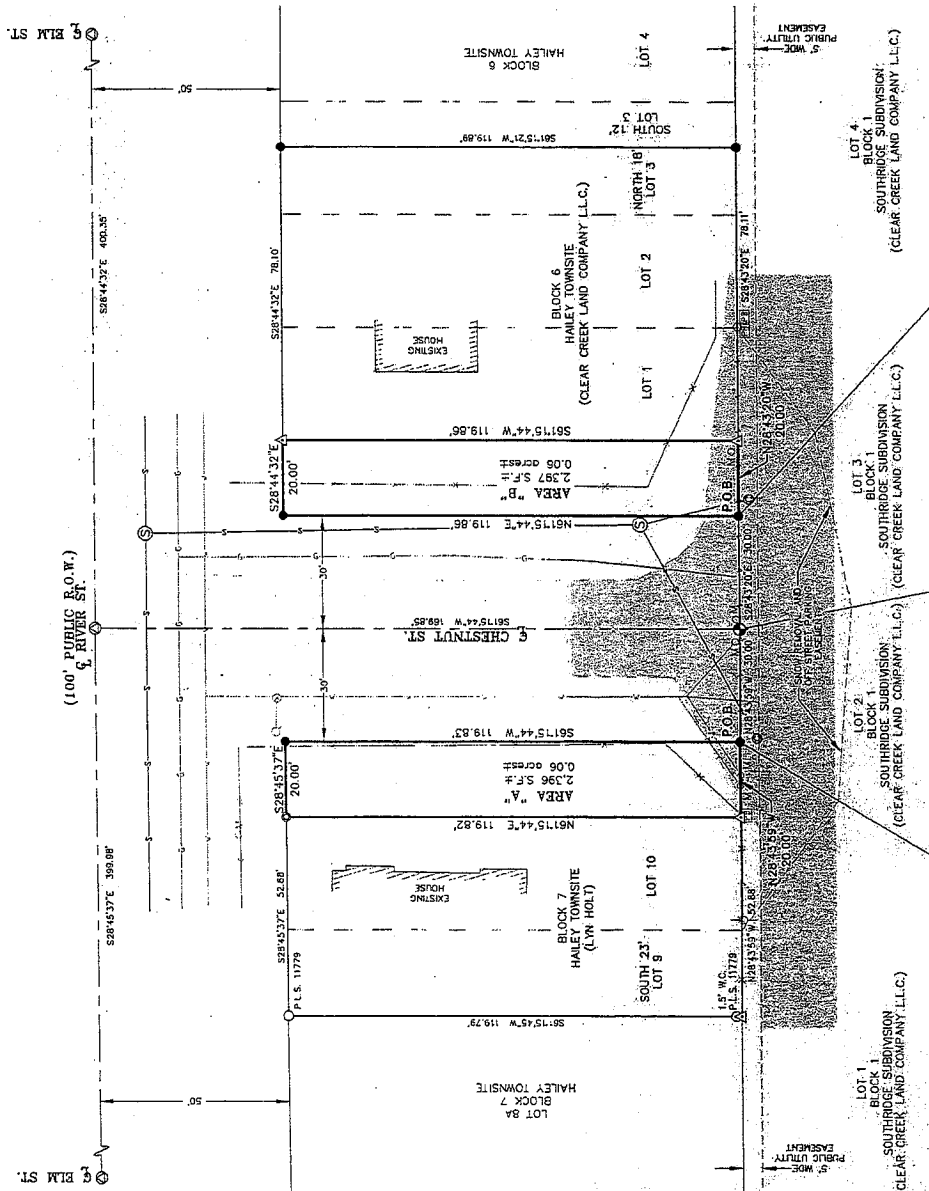 ℄ ELM ST.
S28°44'32"E 400.35'
50'
(100' PUBLIC R.O.W.)
℄ RIVER ST.
S28°45'37"E 399.98'
50'
℄ ELM ST.
BLOCK 6
HAILEY TOWNSITE
LOT 4
5' WIDE
PUBLIC UTILITY
EASEMENT
SOUTH 12'
LOT 3
S61°15'21"W 119.89'
NORTH 18'
LOT 3
S28°44'32"E 78.10'
LOT 2
BLOCK 6
HAILEY TOWNSITE
(CLEAR CREEK LAND COMPANY L.L.C.)
EXISTING
HOUSE
LOT 1
S28°43'20"E 78.11'
S61°15'44"W 119.86'
S28°44'32"E
20.00'
AREA "B"
2,397 S.F.±
0.06 acres±
N28°43'20"W
20.00'
P.O.B.
N61°15'44"E 119.86'
S28°43'20"E 30.00'
30'
℄ CHESTNUT ST.
S61°15'44"W 169.85'
30'
N28°43'59"W 30.00'
SNOW REMOVAL AND
OFF STREET PARKING
EASEMENT
P.O.B.
S61°15'44"W 119.83'
S28°45'37"E
20.00'
AREA "A"
2,396 S.F.±
0.06 acres±
N28°43'59"W
20.00'
N61°15'44"E 119.82'
EXISTING
HOUSE
S28°45'37"E 52.88'
LOT 10
BLOCK 7
HAILEY TOWNSITE
(LYN HOLT)
SOUTH 23'
LOT 9
N28°43'59"W 52.88'
P.L.S. 11779
1.5' W.C.
P.L.S. 11779
S61°15'45"W 119.79'
LOT 8A
BLOCK 7
HAILEY TOWNSITE
5' WIDE
PUBLIC UTILITY
EASEMENT
LOT 4
BLOCK 1
SOUTHRIDGE SUBDIVISION
(CLEAR CREEK LAND COMPANY L.L.C.)
LOT 3
BLOCK 1
SOUTHRIDGE SUBDIVISION
(CLEAR CREEK LAND COMPANY L.L.C.)
LOT 2
BLOCK 1
SOUTHRIDGE SUBDIVISION
(CLEAR CREEK LAND COMPANY L.L.C.)
LOT 1
BLOCK 1
SOUTHRIDGE SUBDIVISION
(CLEAR CREEK LAND COMPANY L.L.C.)